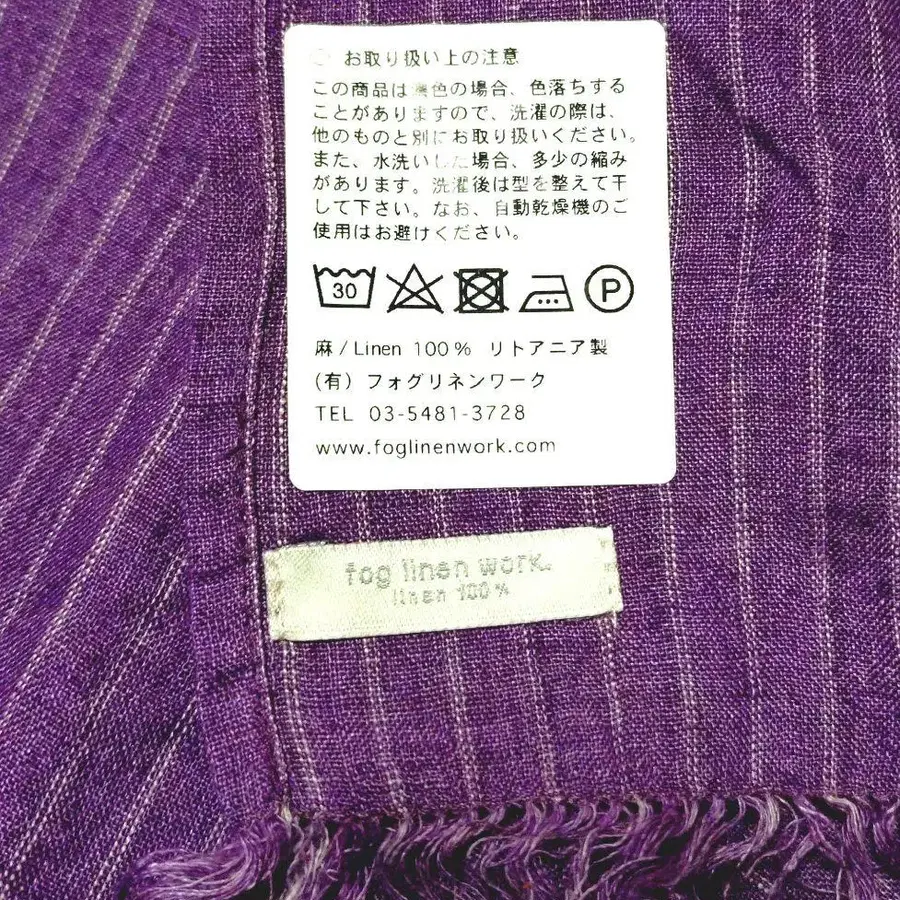 お取り扱い上の注意
この商品は濃色の場合、色落ちする
ことがありますので、洗濯の際は、
他のものと別にお取り扱いください。
また、水洗いした場合、多少の縮み
があります。洗濯後は型を整えて干
して下さい。なお、自動乾燥機のご
使用はお避けください。
30 P
麻 / Linen 100% リトアニア製
(有) フォグリネンワーク
TEL 03-5481-3728
www.foglinenwork.com
fog linen work.
linen 100%